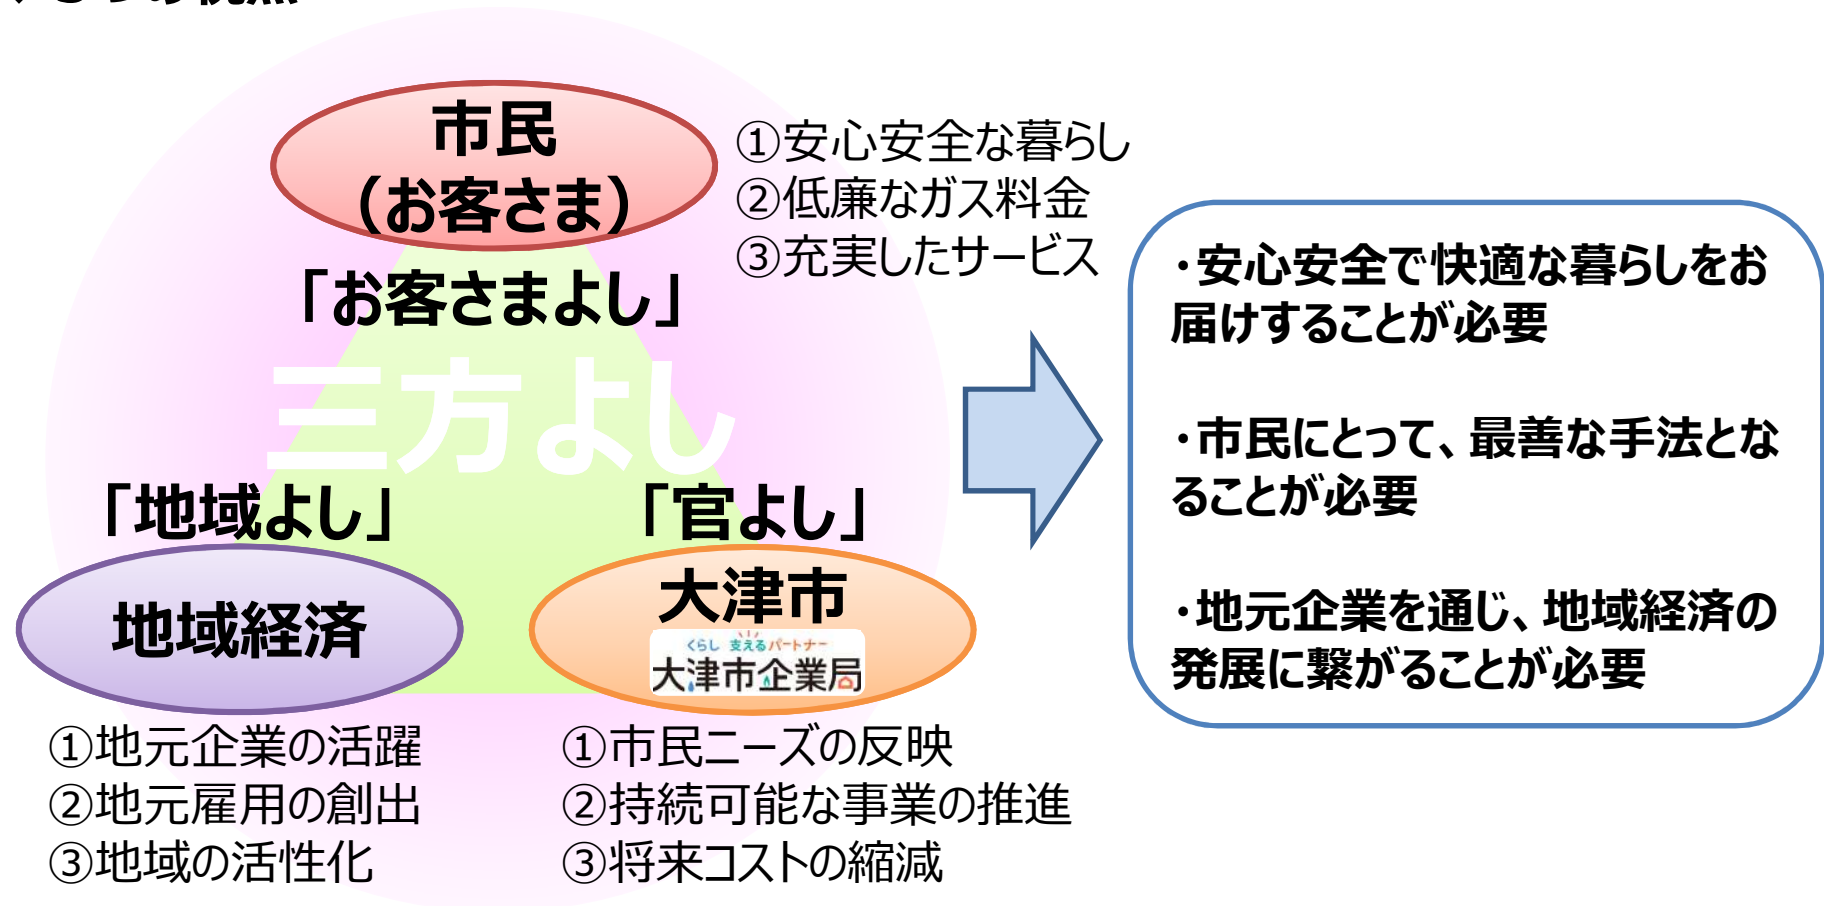 市民
（お客さま）
①安心安全な暮らし
②低廉なガス料金
③充実したサービス
「お客さまよし」
三方よし
「地域よし」
「官よし」
地域経済
大津市
くらし 支えるパートナー
大津市企業局
①地元企業の活躍
②地元雇用の創出
③地域の活性化
①市民ニーズの反映
②持続可能な事業の推進
③将来コストの縮減
・安心安全で快適な暮らしをお
届けすることが必要
・市民にとって、最善な手法とな
ることが必要
・地元企業を通じ、地域経済の
発展に繋がることが必要